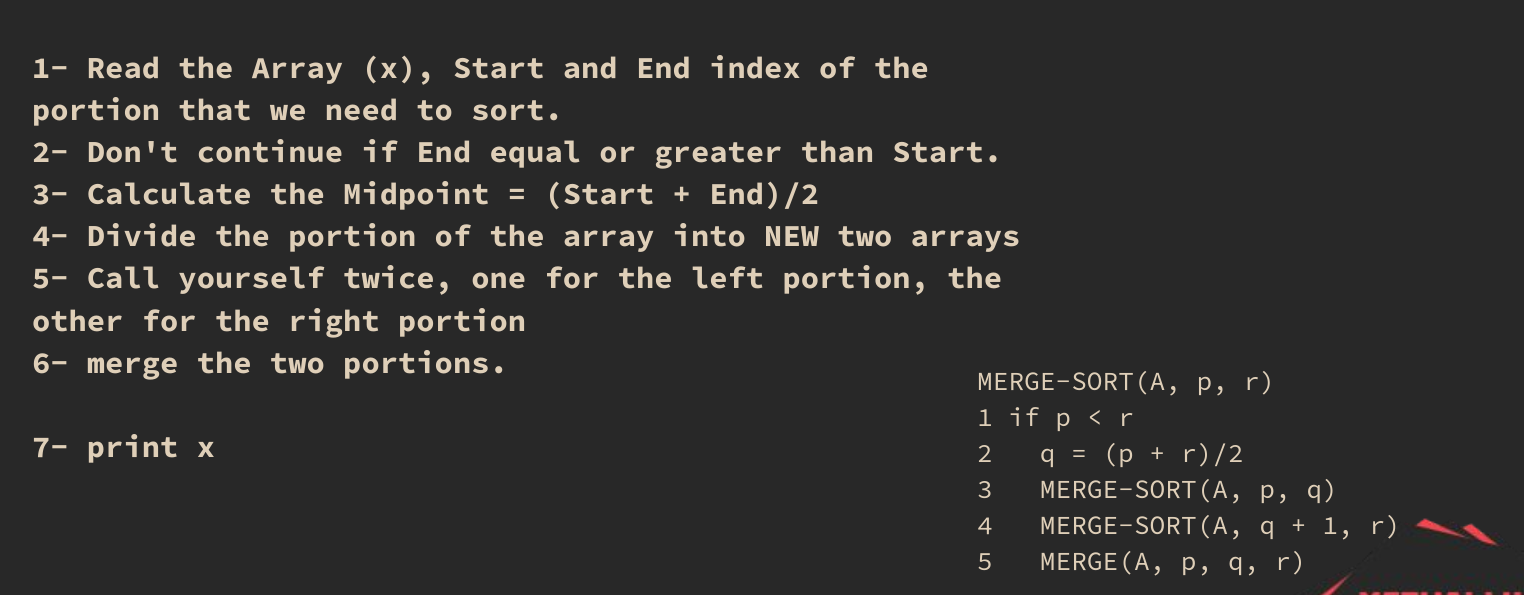 1- Read the Array (x), Start and End index of the
portion that we need to sort.
2- Don't continue if End equal or greater than Start.
3- Calculate the Midpoint = (Start + End)/2
4- Divide the portion of the array into NEW two arrays
5- Call yourself twice, one for the left portion, the
other for the right portion
6- merge the two portions.
7- print x
MERGE-SORT(A, p, r)
1 if p < r
2 q = (p + r)/2
3 MERGE-SORT(A, p, q)
4 MERGE-SORT(A, q + 1, r)
5 MERGE(A, p, q, r)